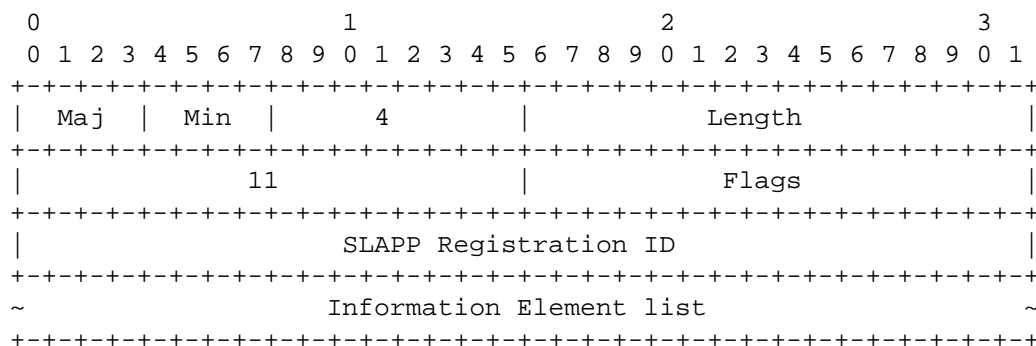 0                   1                   2                   3
 0 1 2 3 4 5 6 7 8 9 0 1 2 3 4 5 6 7 8 9 0 1 2 3 4 5 6 7 8 9 0 1
+-+-+-+-+-+-+-+-+-+-+-+-+-+-+-+-+-+-+-+-+-+-+-+-+-+-+-+-+-+-+-+-+
|  Maj  |  Min  |       4       |            Length             |
+-+-+-+-+-+-+-+-+-+-+-+-+-+-+-+-+-+-+-+-+-+-+-+-+-+-+-+-+-+-+-+-+
|              11               |             Flags             |
+-+-+-+-+-+-+-+-+-+-+-+-+-+-+-+-+-+-+-+-+-+-+-+-+-+-+-+-+-+-+-+-+
|                    SLAPP Registration ID                      |
+-+-+-+-+-+-+-+-+-+-+-+-+-+-+-+-+-+-+-+-+-+-+-+-+-+-+-+-+-+-+-+-+
~                   Information Element list                    ~
+-+-+-+-+-+-+-+-+-+-+-+-+-+-+-+-+-+-+-+-+-+-+-+-+-+-+-+-+-+-+-+-+